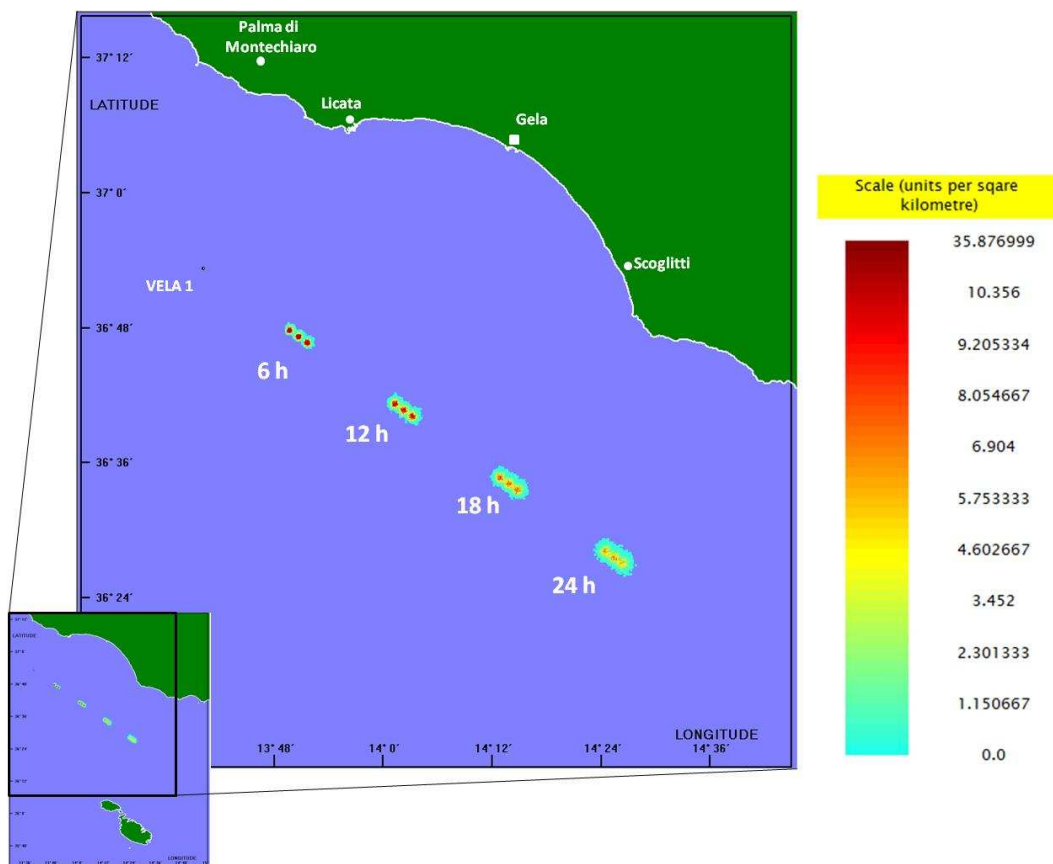 Palma di
Montechiaro
37° 12´
LATITUDE
Licata
Gela
37° 0´
Scale (units per sqare
kilometre)
35.876999
Scoglitti
VELA 1
10.356
36° 48´
9.205334
6 h
8.054667
12 h
6.904
36° 36´
5.753333
18 h
4.602667
24 h
3.452
36° 24´
2.301333
1.150667
LONGITUDE
13° 48´
14° 0´
14° 12´
14° 24´
14° 36´
0.0
LATITUDE
LONGITUDE